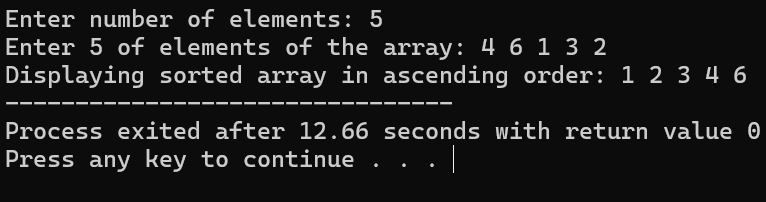 Enter number of elements: 5
Enter 5 of elements of the array: 4 6 1 3 2
Displaying sorted array in ascending order: 1 2 3 4 6
--------------------------------
Process exited after 12.66 seconds with return value 0
Press any key to continue . . .